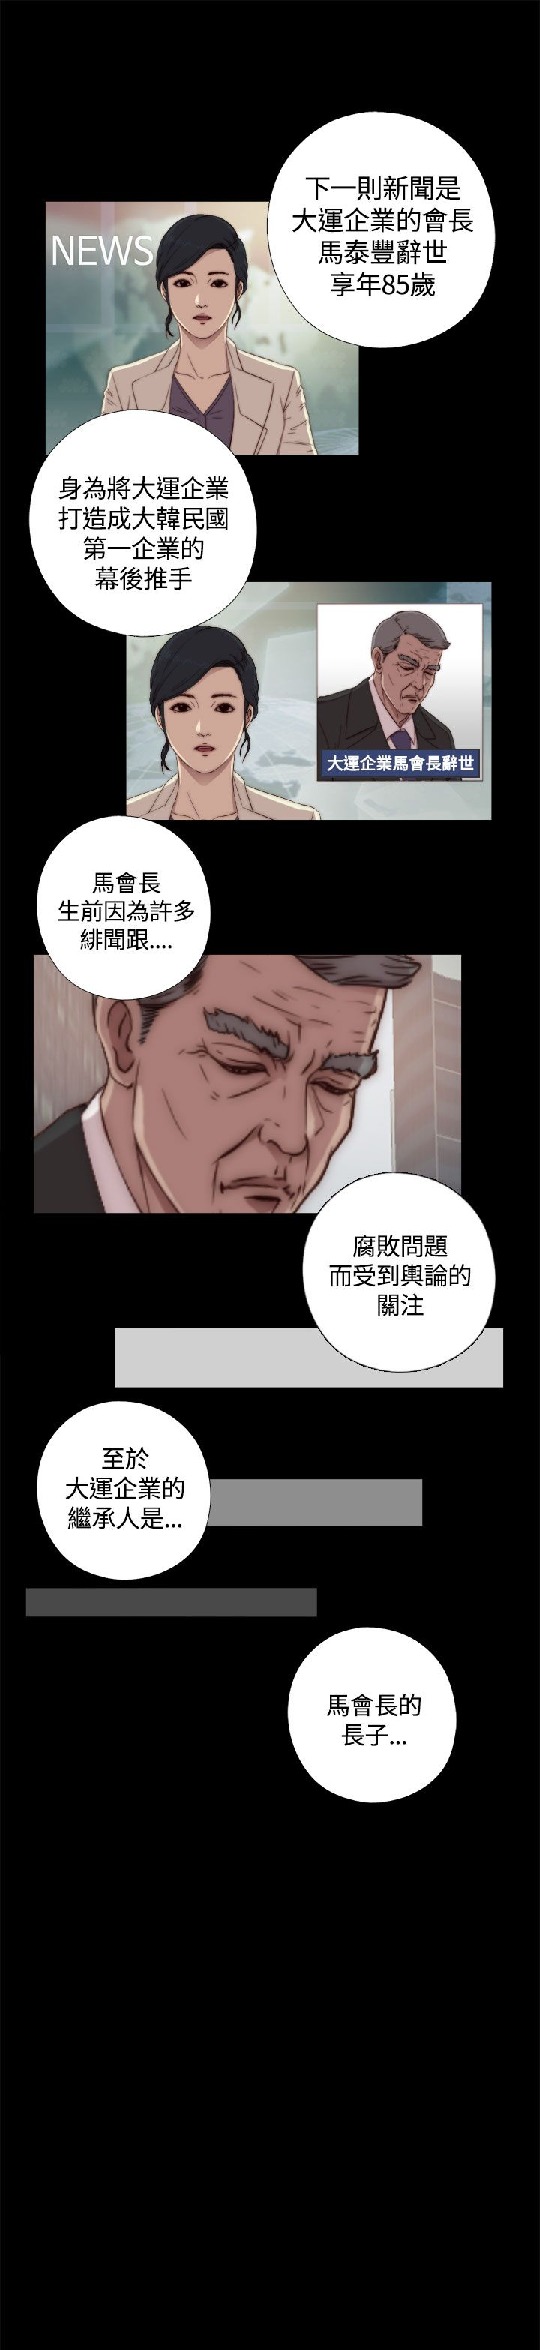 下一則新聞是
大運企業的會長
馬泰豐辭世
享年85歲
NEWS
身為將大運企業
打造成大韓民國
第一企業的
幕後推手
大運企業馬會長辭世
馬會長
生前因為許多
緋聞跟....
腐敗問題
而受到輿論的
關注
至於
大運企業的
繼承人是...
馬會長的
長子...